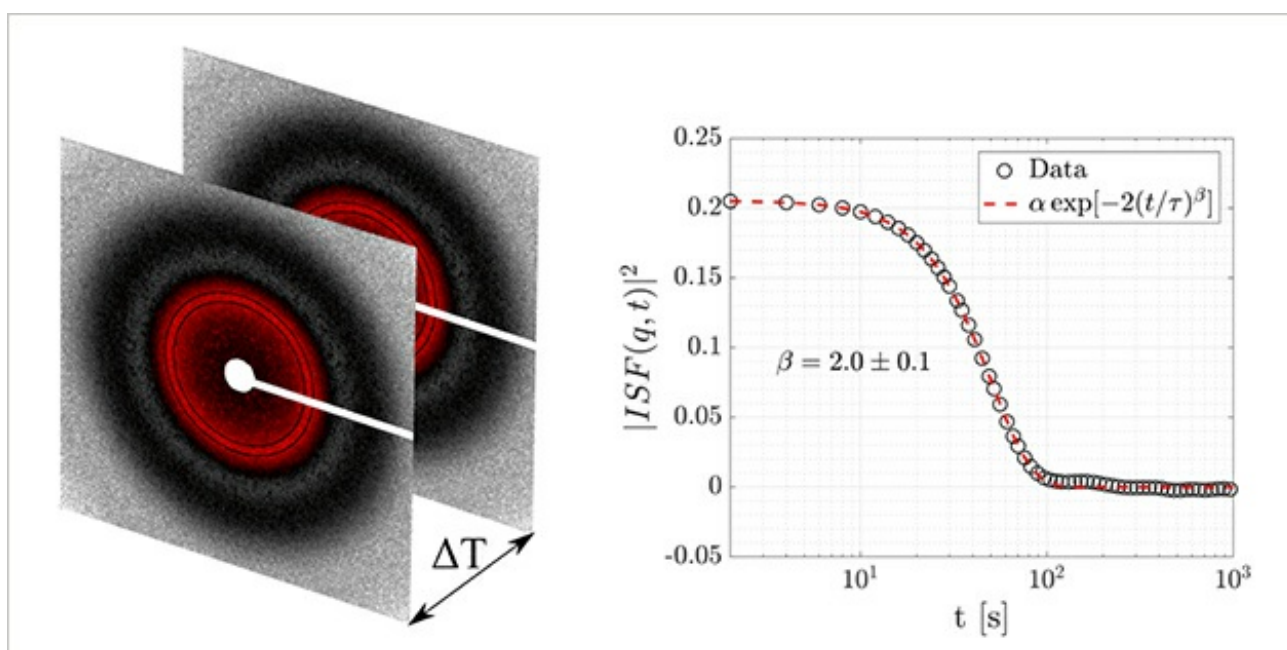 ΔT
0.25
0.2
0.15
0.1
0.05
0
-0.05
|ISF(q, t)|²
Data
α exp[−2(t/τ)^β]
β = 2.0 ± 0.1
10¹ 10² 10³
t [s]